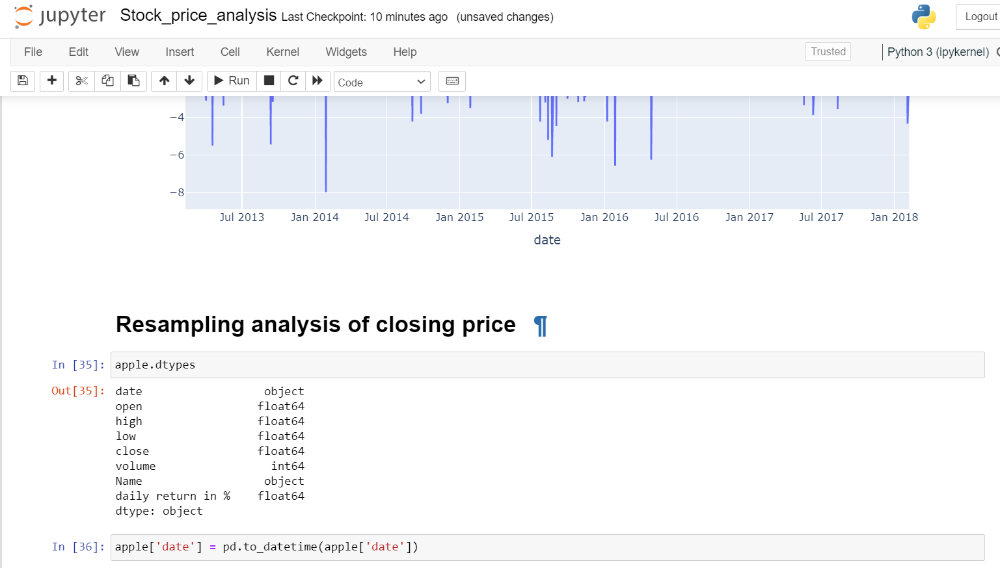 jupyter Stock_price_analysis Last Checkpoint: 10 minutes ago (unsaved changes) Logout
File Edit View Insert Cell Kernel Widgets Help Trusted Python 3 (ipykernel)
Run Code
−4
−6
−8
Jul 2013 Jan 2014 Jul 2014 Jan 2015 Jul 2015 Jan 2016 Jul 2016 Jan 2017 Jul 2017 Jan 2018
date
Resampling analysis of closing price ¶
In [35]: apple.dtypes
Out[35]: date object
open float64
high float64
low float64
close float64
volume int64
Name object
daily return in % float64
dtype: object
In [36]: apple['date'] = pd.to_datetime(apple['date'])